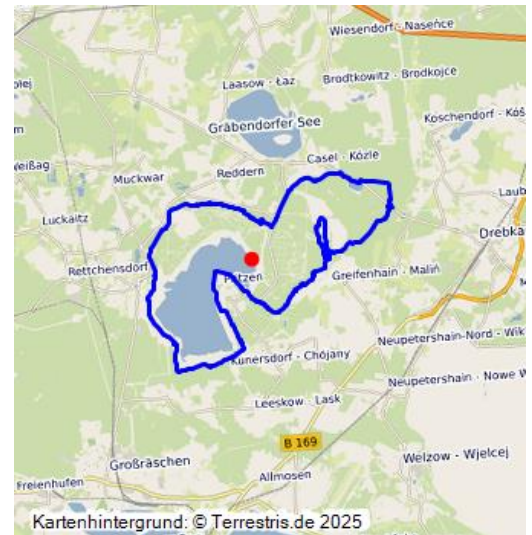 Wiesendorf - Naseńce
Laasow - Łaz
Brodtkowitz - Brodkojce
Gräbendorfer See
Koschendorf - Kóš
Casel - Kózle
Weißag
Muckwar
Reddern
Laub
Luckaitz
Drebka
Rettchensdorf
Greifenhain - Maliń
Neupetershain-Nord - Wik
Kunersdorf - Chójany
Neupetershain - Nowe W
Leeskow - Lask
B 169
Welzow - Wjelcej
Großräschen
Allmosen
Freienhufen
Kartenhintergrund: © Terrestris.de 2025